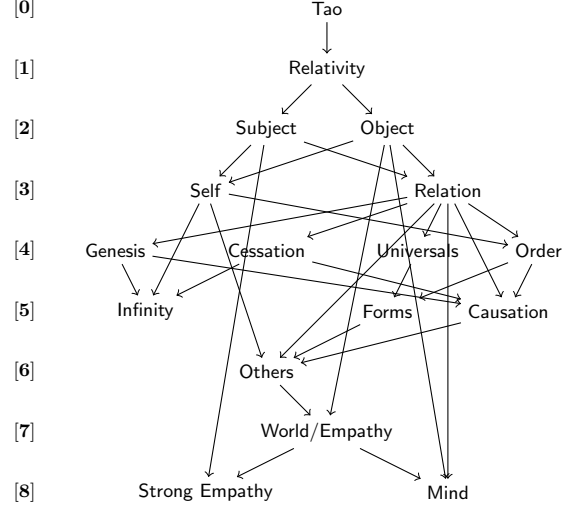 [0] Tao
[1] Relativity
[2] Subject Object
[3] Self Relation
[4] Genesis Cessation Universals Order
[5] Infinity Forms Causation
[6] Others
[7] World/Empathy
[8] Strong Empathy Mind